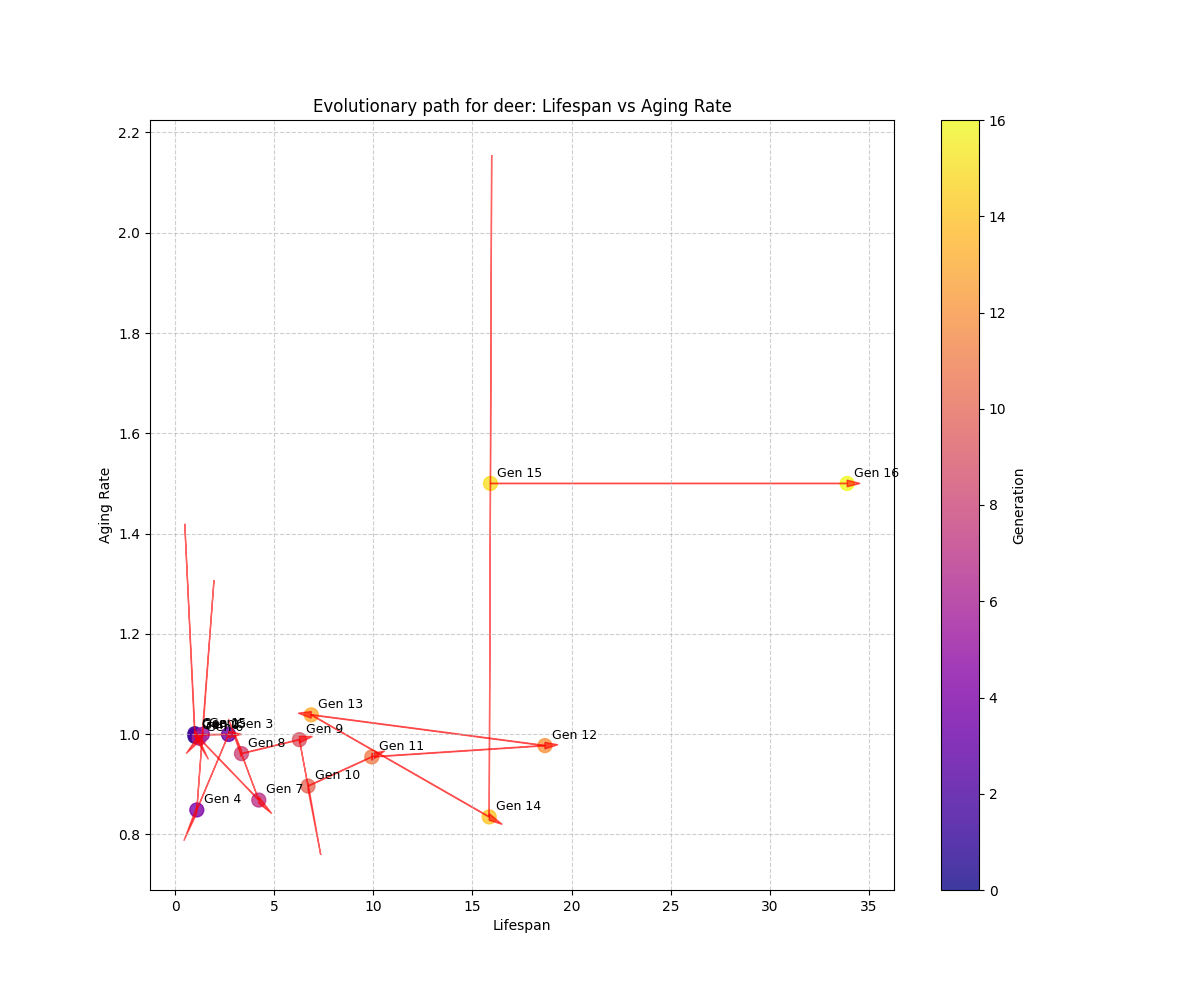 Evolutionary path for deer: Lifespan vs Aging Rate
2.2
2.0
1.8
1.6
1.4
1.2
1.0
0.8
Aging Rate
0
5
10
15
20
25
30
35
Lifespan
Gen 15
Gen 16
Gen 13
Gen 3
Gen 9
Gen 12
Gen 8
Gen 11
Gen 10
Gen 7
Gen 4
Gen 14
16
14
12
10
8
6
4
2
0
Generation